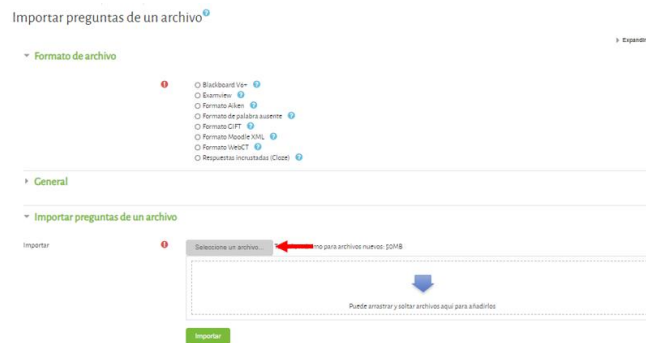 Importar preguntas de un archivo
Expandir
Formato de archivo
Blackboard V6+
Examview
Formato Aiken
Formato de palabra ausente
Formato GIFT
Formato Moodle XML
Formato WebCT
Respuestas incrustadas (Cloze)
General
Importar preguntas de un archivo
Importar
Seleccione un archivo... mo para archivos nuevos: 50MB
Puede arrastrar y soltar archivos aquí para añadirlos
Importar